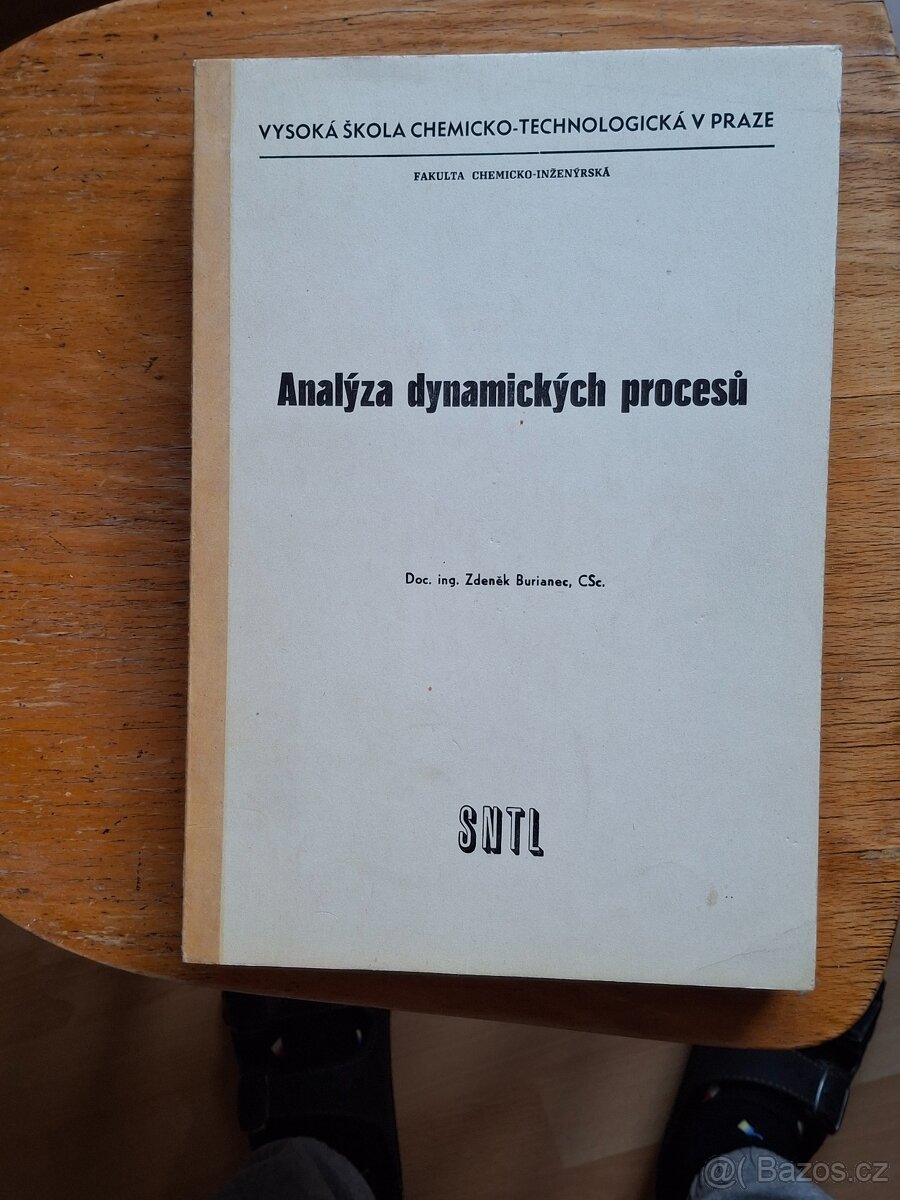 VYSOKÁ ŠKOLA CHEMICKO-TECHNOLOGICKÁ V PRAZE
FAKULTA CHEMICKO-INŽENÝRSKÁ
Analýza dynamických procesů
Doc. ing. Zdeněk Burianec, CSc.
SNTL
@( Bazos.cz